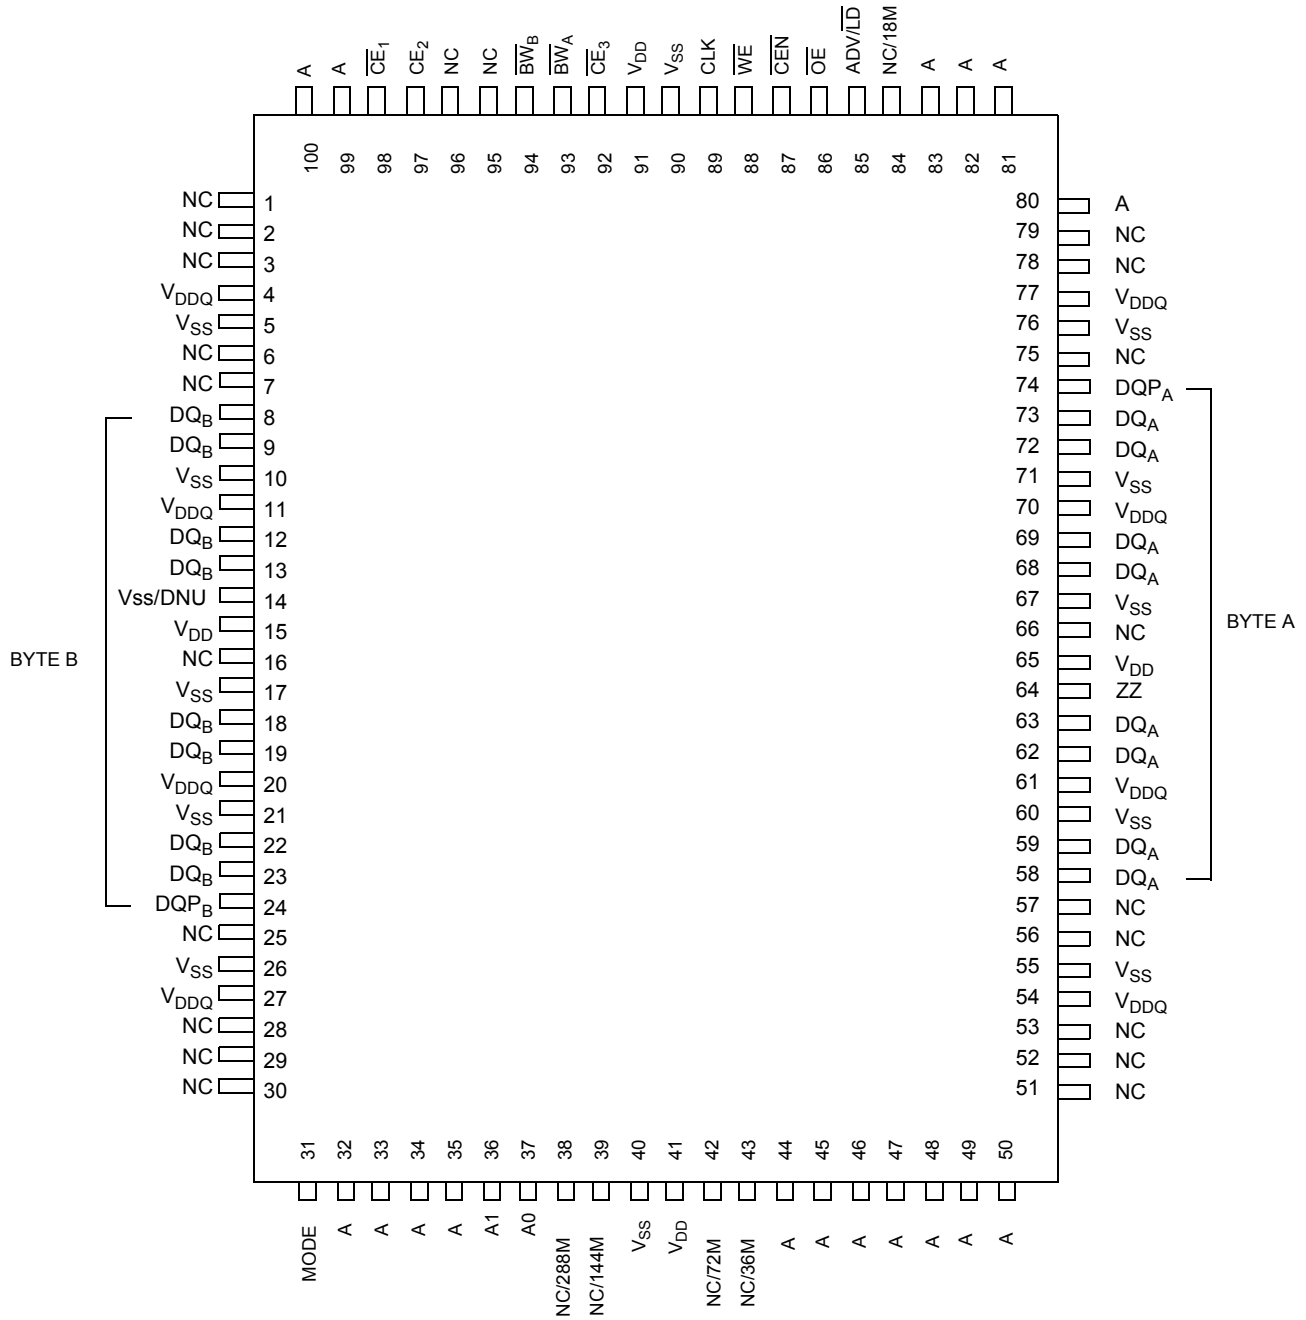 A A CE1 CE2 NC NC BWB BWA CE3 VDD VSS CLK WE CEN OE ADV/LD NC/18M A A A
100 99 98 97 96 95 94 93 92 91 90 89 88 87 86 85 84 83 82 81
NC 1 80 A
NC 2 79 NC
NC 3 78 NC
VDDQ 4 77 VDDQ
VSS 5 76 VSS
NC 6 75 NC
NC 7 74 DQPA
DQB 8 73 DQA
DQB 9 72 DQA
VSS 10 71 VSS
VDDQ 11 70 VDDQ
DQB 12 69 DQA
DQB 13 68 DQA
Vss/DNU 14 67 VSS
BYTE A
VDD 15 66 NC
BYTE B
NC 16 65 VDD
VSS 17 64 ZZ
DQB 18 63 DQA
DQB 19 62 DQA
VDDQ 20 61 VDDQ
VSS 21 60 VSS
DQB 22 59 DQA
DQB 23 58 DQA
DQPB 24 57 NC
NC 25 56 NC
VSS 26 55 VSS
VDDQ 27 54 VDDQ
NC 28 53 NC
NC 29 52 NC
NC 30 51 NC
31 32 33 34 35 36 37 38 39 40 41 42 43 44 45 46 47 48 49 50
MODE A A A A A1 A0 NC/288M NC/144M VSS VDD NC/72M NC/36M A A A A A A A